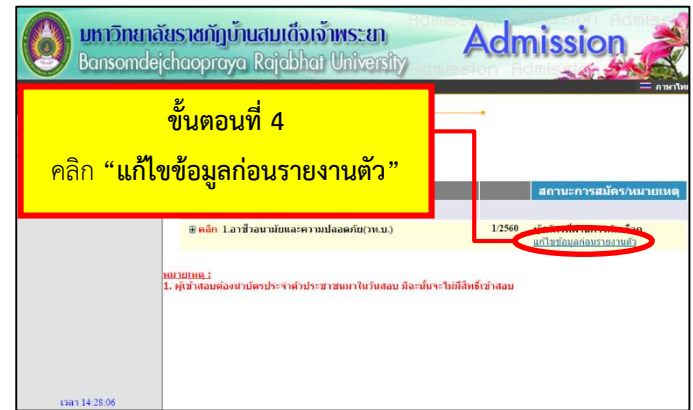 มหาวิทยาลัยราชภัฏบ้านสมเด็จเจ้าพระยา
Bansomdejchaopraya Rajabhat University
Admission
ภาษาไทย
ขั้นตอนที่ 4
คลิก “แก้ไขข้อมูลก่อนรายงานตัว”
สถานะการสมัคร/หมายเหตุ
คลิก 1.อาชีวอนามัยและความปลอดภัย(วท.บ.)
1/2560
แก้ไขข้อมูลก่อนรายงานตัว
หมายเหตุ :
1. ผู้เข้าสอบต้องนำบัตรประจำตัวประชาชนมาในวันสอบ มิฉะนั้นจะไม่มีสิทธิ์เข้าสอบ
เวลา 14:28:06